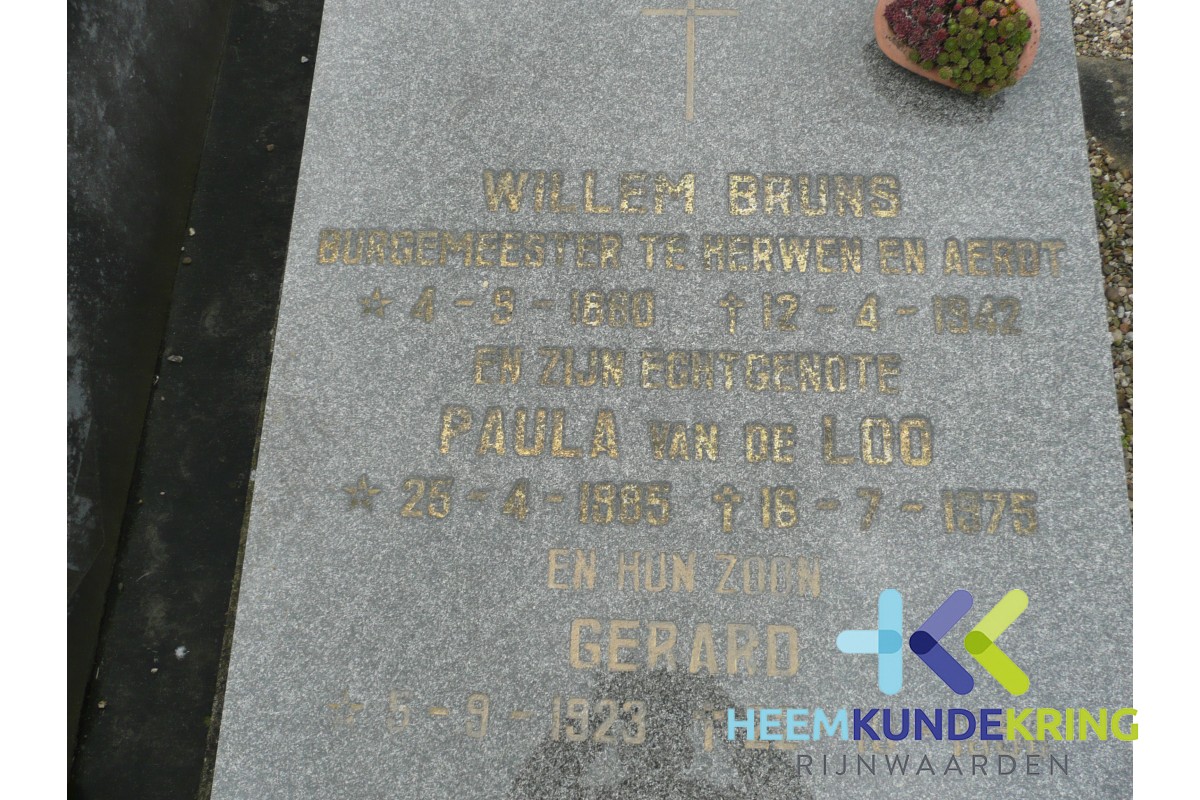 WILLEM BRUNS
BURGEMEESTER TE HERWEN EN AERDT
☆ 4 - 9 - 1880 † 12 - 4 - 1942
EN ZIJN ECHTGENOTE
PAULA VAN DE LOO
☆ 25 - 4 - 1885 † 16 - 7 - 1975
EN HUN ZOON
GERARD
☆ 5 - 9 - 1923 †
HEEMKUNDEKRING
RIJNWAARDEN